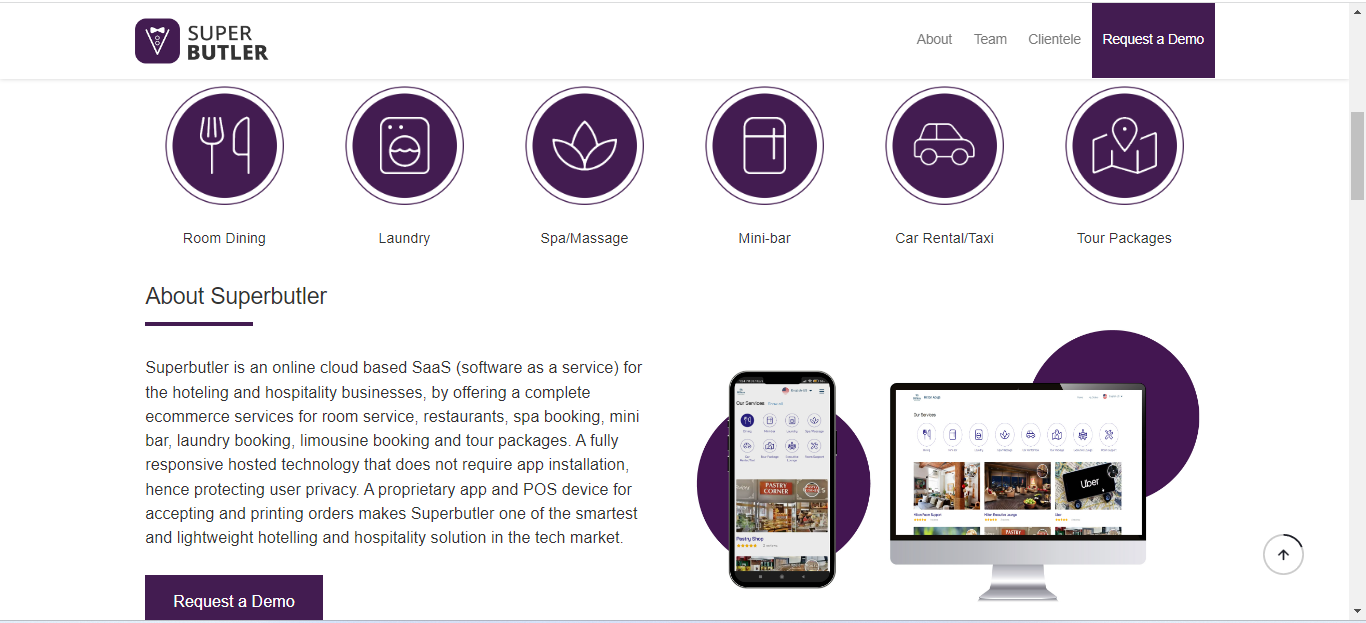 SUPER
BUTLER
About Team Clientele Request a Demo
Room Dining Laundry Spa/Massage Mini-bar Car Rental/Taxi Tour Packages
About Superbutler
Superbutler is an online cloud based SaaS (software as a service) for
the hoteling and hospitality businesses, by offering a complete
ecommerce services for room service, restaurants, spa booking, mini
bar, laundry booking, limousine booking and tour packages. A fully
responsive hosted technology that does not require app installation,
hence protecting user privacy. A proprietary app and POS device for
accepting and printing orders makes Superbutler one of the smartest
and lightweight hotelling and hospitality solution in the tech market.
Request a Demo
Our Services
PASTRY
CORNER
Pastry Shop
Our Services
Uber